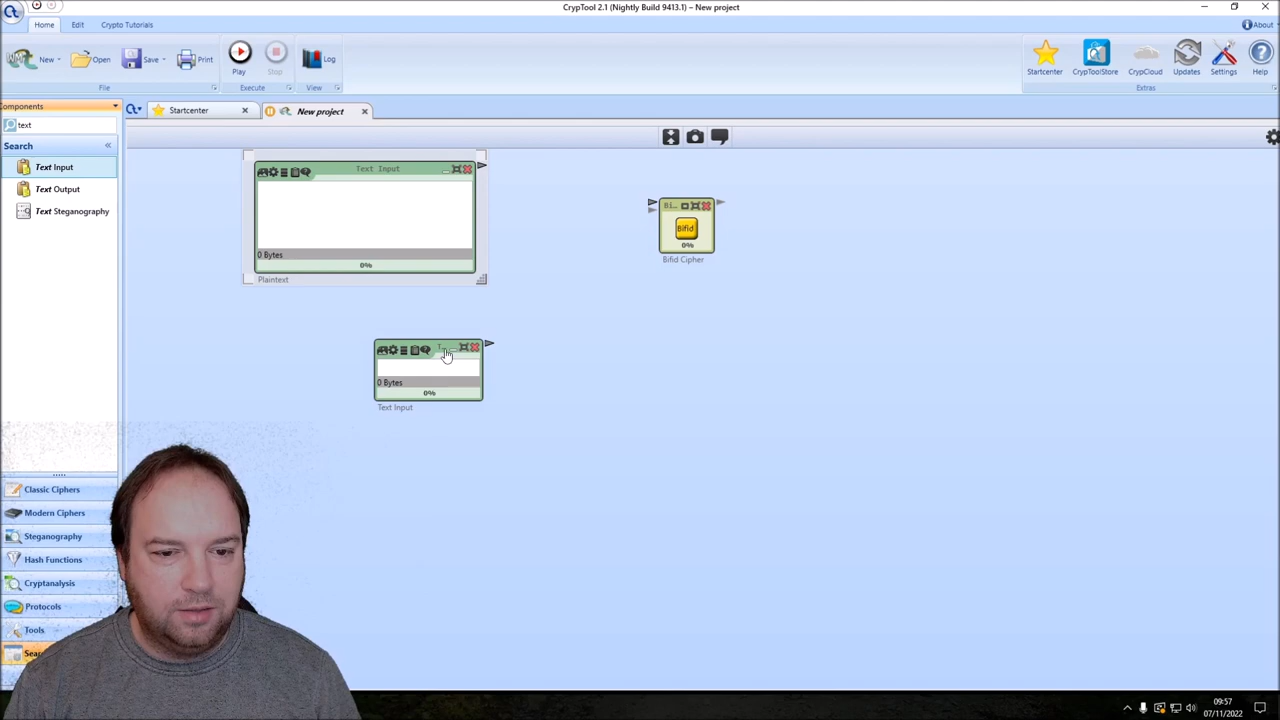 CrypTool 2.1 (Nightly Build 9413.1) – New project
Home Edit Crypto Tutorials
About
New Open Save Print Play Stop Log
Startcenter CrypToolStore CrypCloud Updates Settings Help
File Execute View Extras
Components
Startcenter New project
text
Search
Text Input
Text Output
Text Steganography
Text Input
0 Bytes
0%
Plaintext
Bi...
Bifid
0%
Bifid Cipher
T...
0 Bytes
0%
Text Input
Classic Ciphers
Modern Ciphers
Steganography
Hash Functions
Cryptanalysis
Protocols
Tools
09:57
07/11/2022